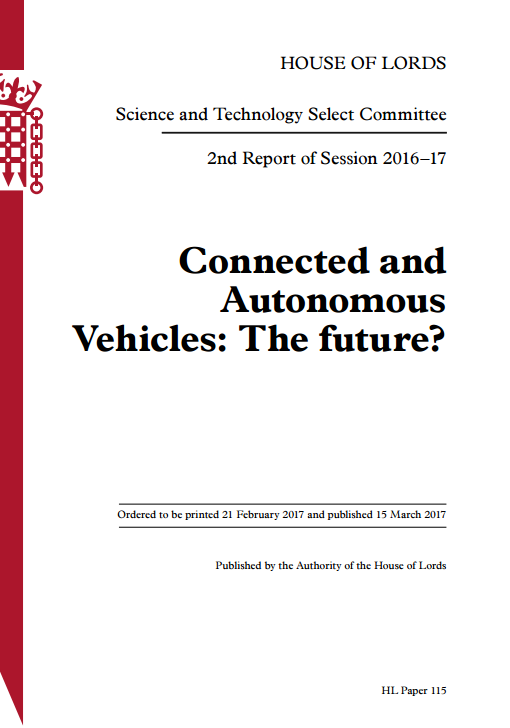 HOUSE OF LORDS
Science and Technology Select Committee
2nd Report of Session 2016–17
Connected and
Autonomous
Vehicles: The future?
Ordered to be printed 21 February 2017 and published 15 March 2017
Published by the Authority of the House of Lords
HL Paper 115